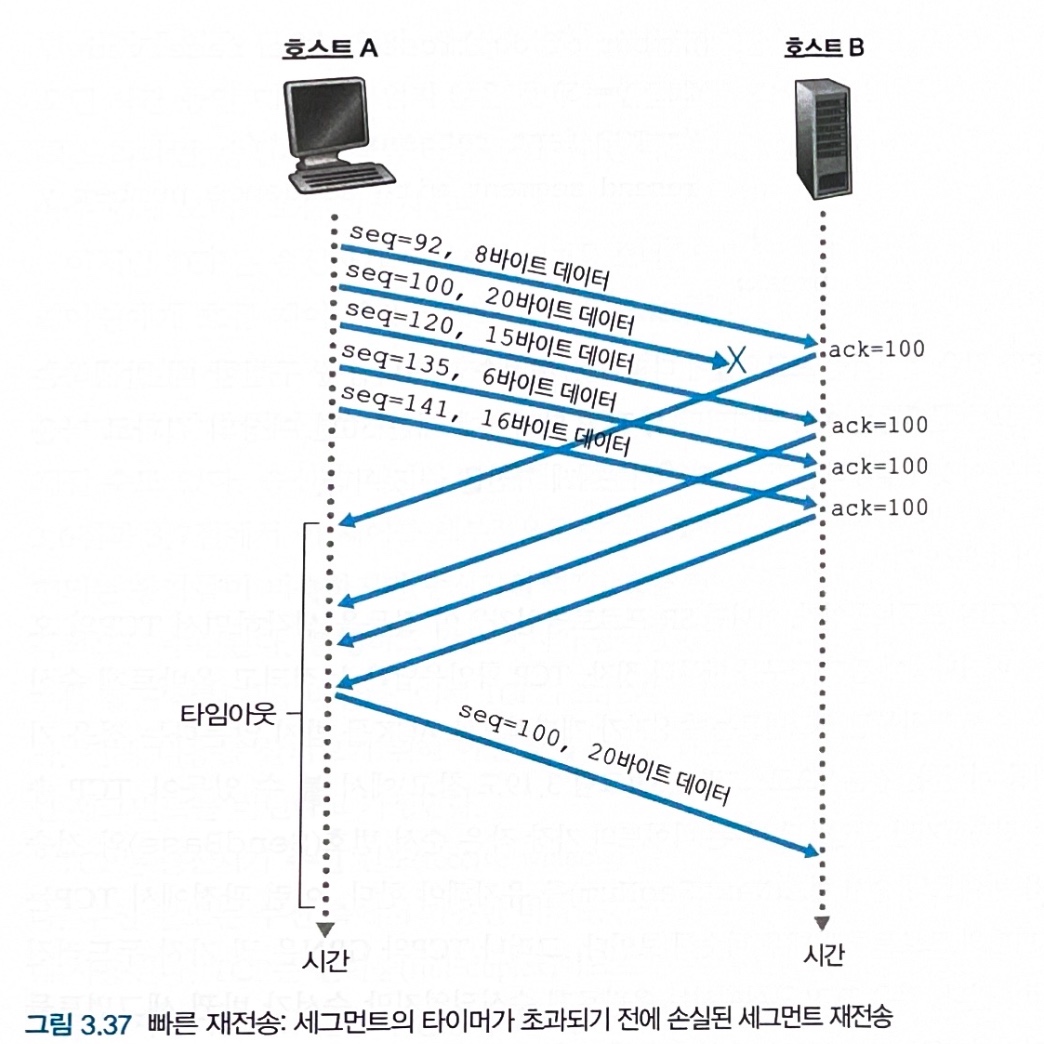 호스트 A
호스트 B
seq=92, 8바이트 데이터
seq=100, 20바이트 데이터
X
seq=120, 15바이트 데이터
seq=135, 6바이트 데이터
seq=141, 16바이트 데이터
ack=100
ack=100
ack=100
ack=100
타임아웃
seq=100, 20바이트 데이터
시간
시간
그림 3.37 빠른 재전송: 세그먼트의 타이머가 초과되기 전에 손실된 세그먼트 재전송